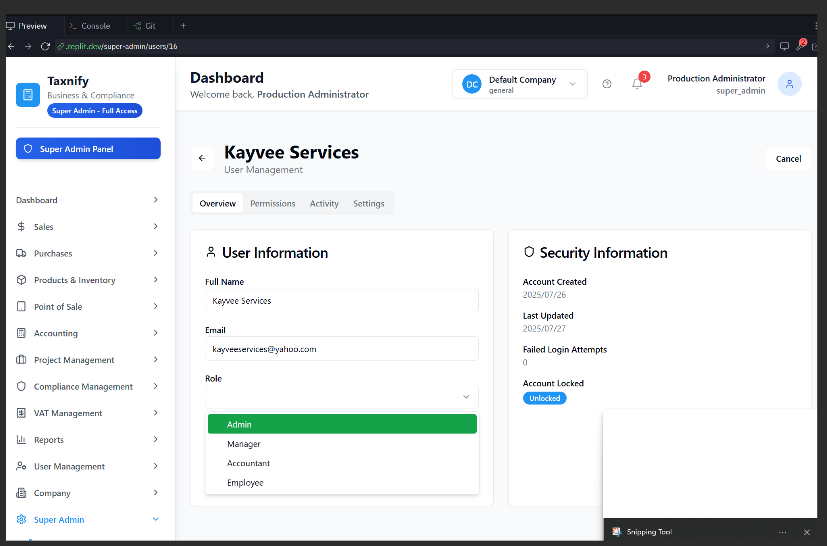 Preview
Console
Git
.replit.dev/super-admin/users/16
2
Taxnify
Business & Compliance
Super Admin - Full Access
Super Admin Panel
Dashboard
Sales
Purchases
Products & Inventory
Point of Sale
Accounting
Project Management
Compliance Management
VAT Management
Reports
User Management
Company
Super Admin
Dashboard
Welcome back, Production Administrator
DC
Default Company
general
3
Production Administrator
super_admin
Kayvee Services
User Management
Cancel
Overview
Permissions
Activity
Settings
User Information
Full Name
Kayvee Services
Email
kayveeservices@yahoo.com
Role
Admin
Manager
Accountant
Employee
Security Information
Account Created
2025/07/26
Last Updated
2025/07/27
Failed Login Attempts
0
Account Locked
Unlocked
Snipping Tool